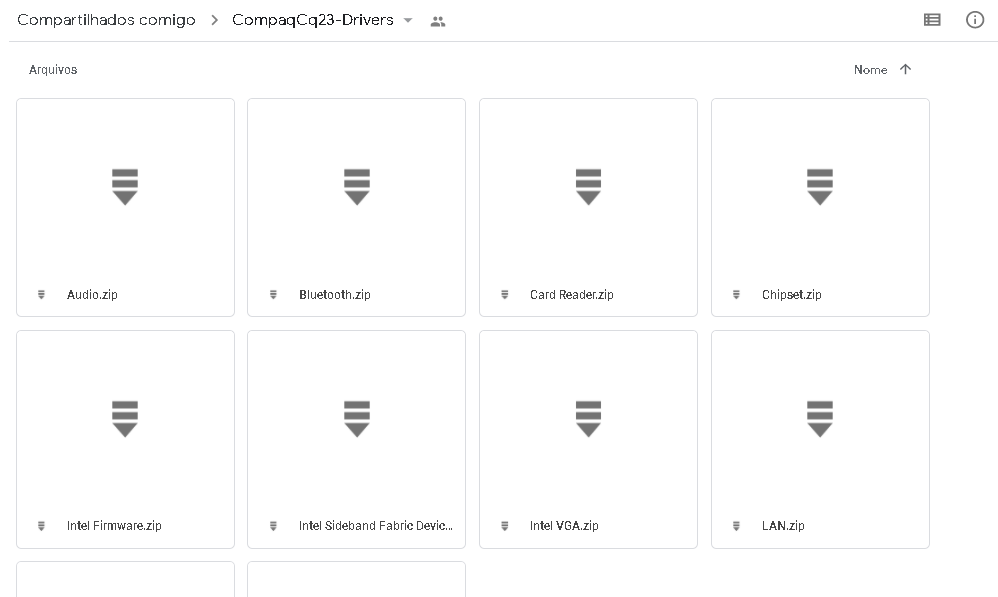 Compartilhados comigo > CompaqCq23-Drivers
Arquivos
Nome
Audio.zip
Bluetooth.zip
Card Reader.zip
Chipset.zip
Intel Firmware.zip
Intel Sideband Fabric Devic...
Intel VGA.zip
LAN.zip